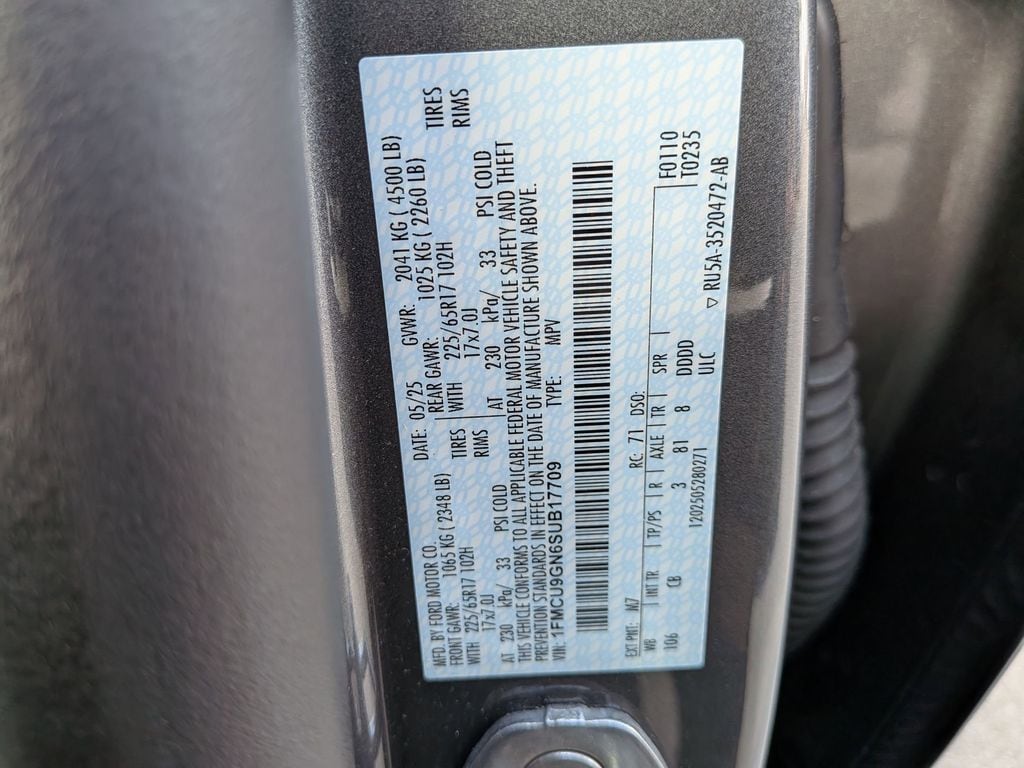 MFD. BY FORD MOTOR CO. DATE: 05/25 GVWR: 2041 KG ( 4500 LB)
FRONT GAWR: 1065 KG ( 2348 LB) REAR GAWR: 1025 KG ( 2260 LB)
WITH 225/65R17 102H TIRES WITH 225/65R17 102H TIRES
17x7.0J RIMS 17x7.0J RIMS
AT 230 kPa/ 33 PSI COLD AT 230 kPa/ 33 PSI COLD
THIS VEHICLE CONFORMS TO ALL APPLICABLE FEDERAL MOTOR VEHICLE SAFETY AND THEFT
PREVENTION STANDARDS IN EFFECT ON THE DATE OF MANUFACTURE SHOWN ABOVE.
VIN: 1FMCU9GN6SUB17709 TYPE: MPV
EXT PNT: M7 RC: 71 DSO: F0110
WB INT TR TP/PS R AXLE TR SPR T0235
106 CB 3 81 8 DDDD
1202505280271 ULC
▽ RU5A-3520472-AB